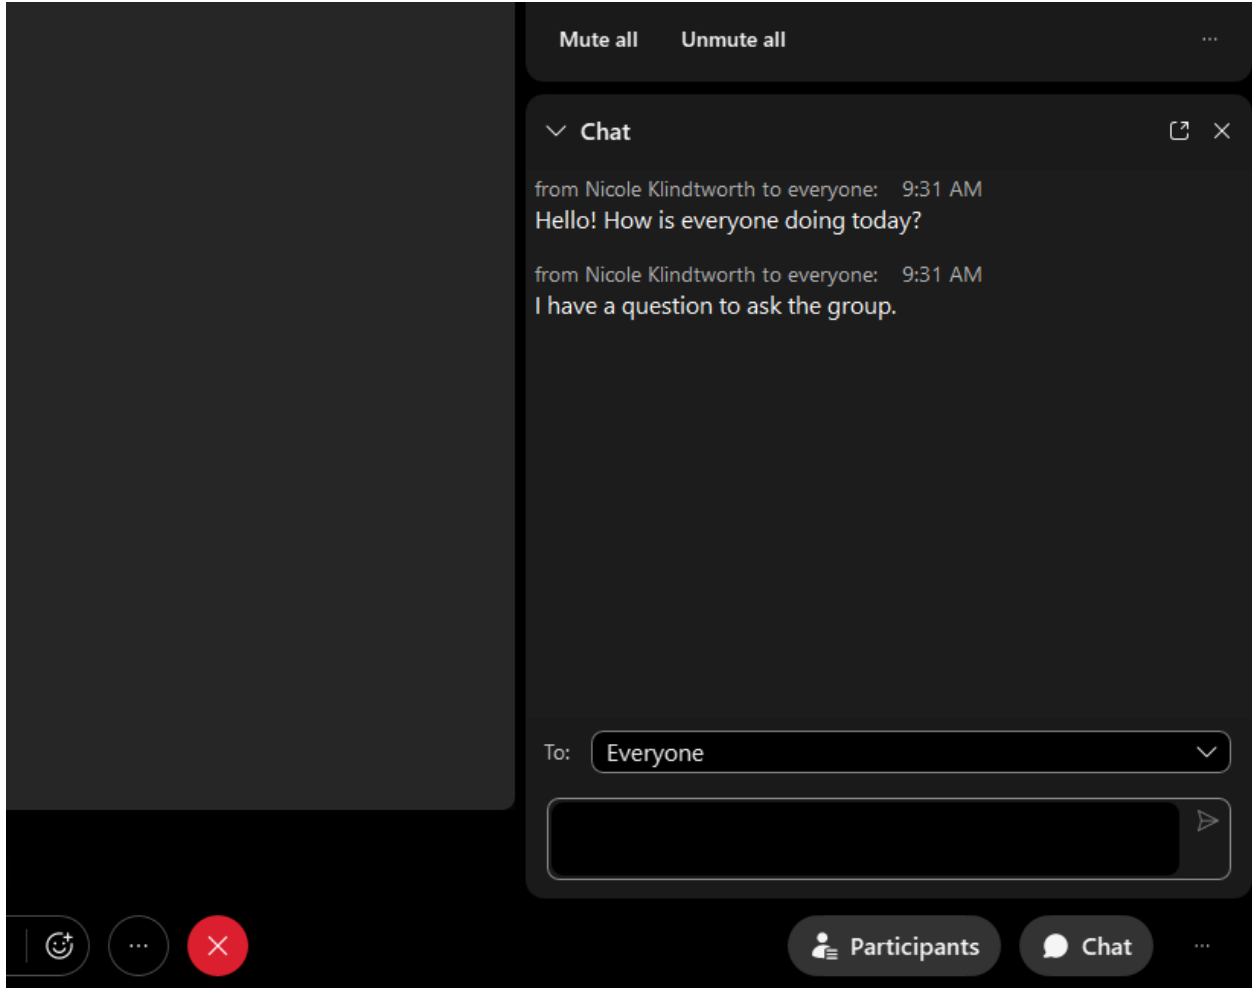 Mute all Unmute all
Chat
from Nicole Klindtworth to everyone: 9:31 AM
Hello! How is everyone doing today?
from Nicole Klindtworth to everyone: 9:31 AM
I have a question to ask the group.
To: Everyone
Participants Chat